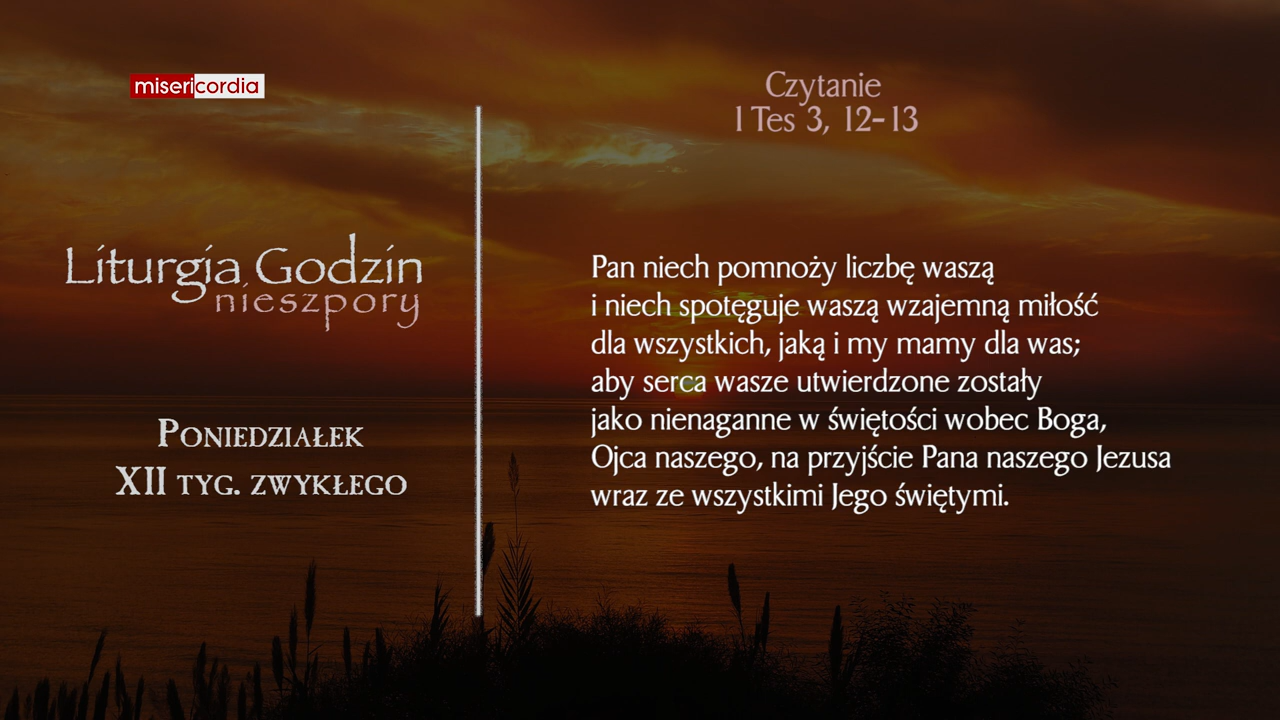 misericordia
Liturgia Godzin
nieszpory
Poniedziałek
XII tyg. zwykłego
Czytanie
1 Tes 3, 12-13
Pan niech pomnoży liczbę waszą
i niech spotęguje waszą wzajemną miłość
dla wszystkich, jaką i my mamy dla was;
aby serca wasze utwierdzone zostały
jako nienaganne w świętości wobec Boga,
Ojca naszego, na przyjście Pana naszego Jezusa
wraz ze wszystkimi Jego świętymi.